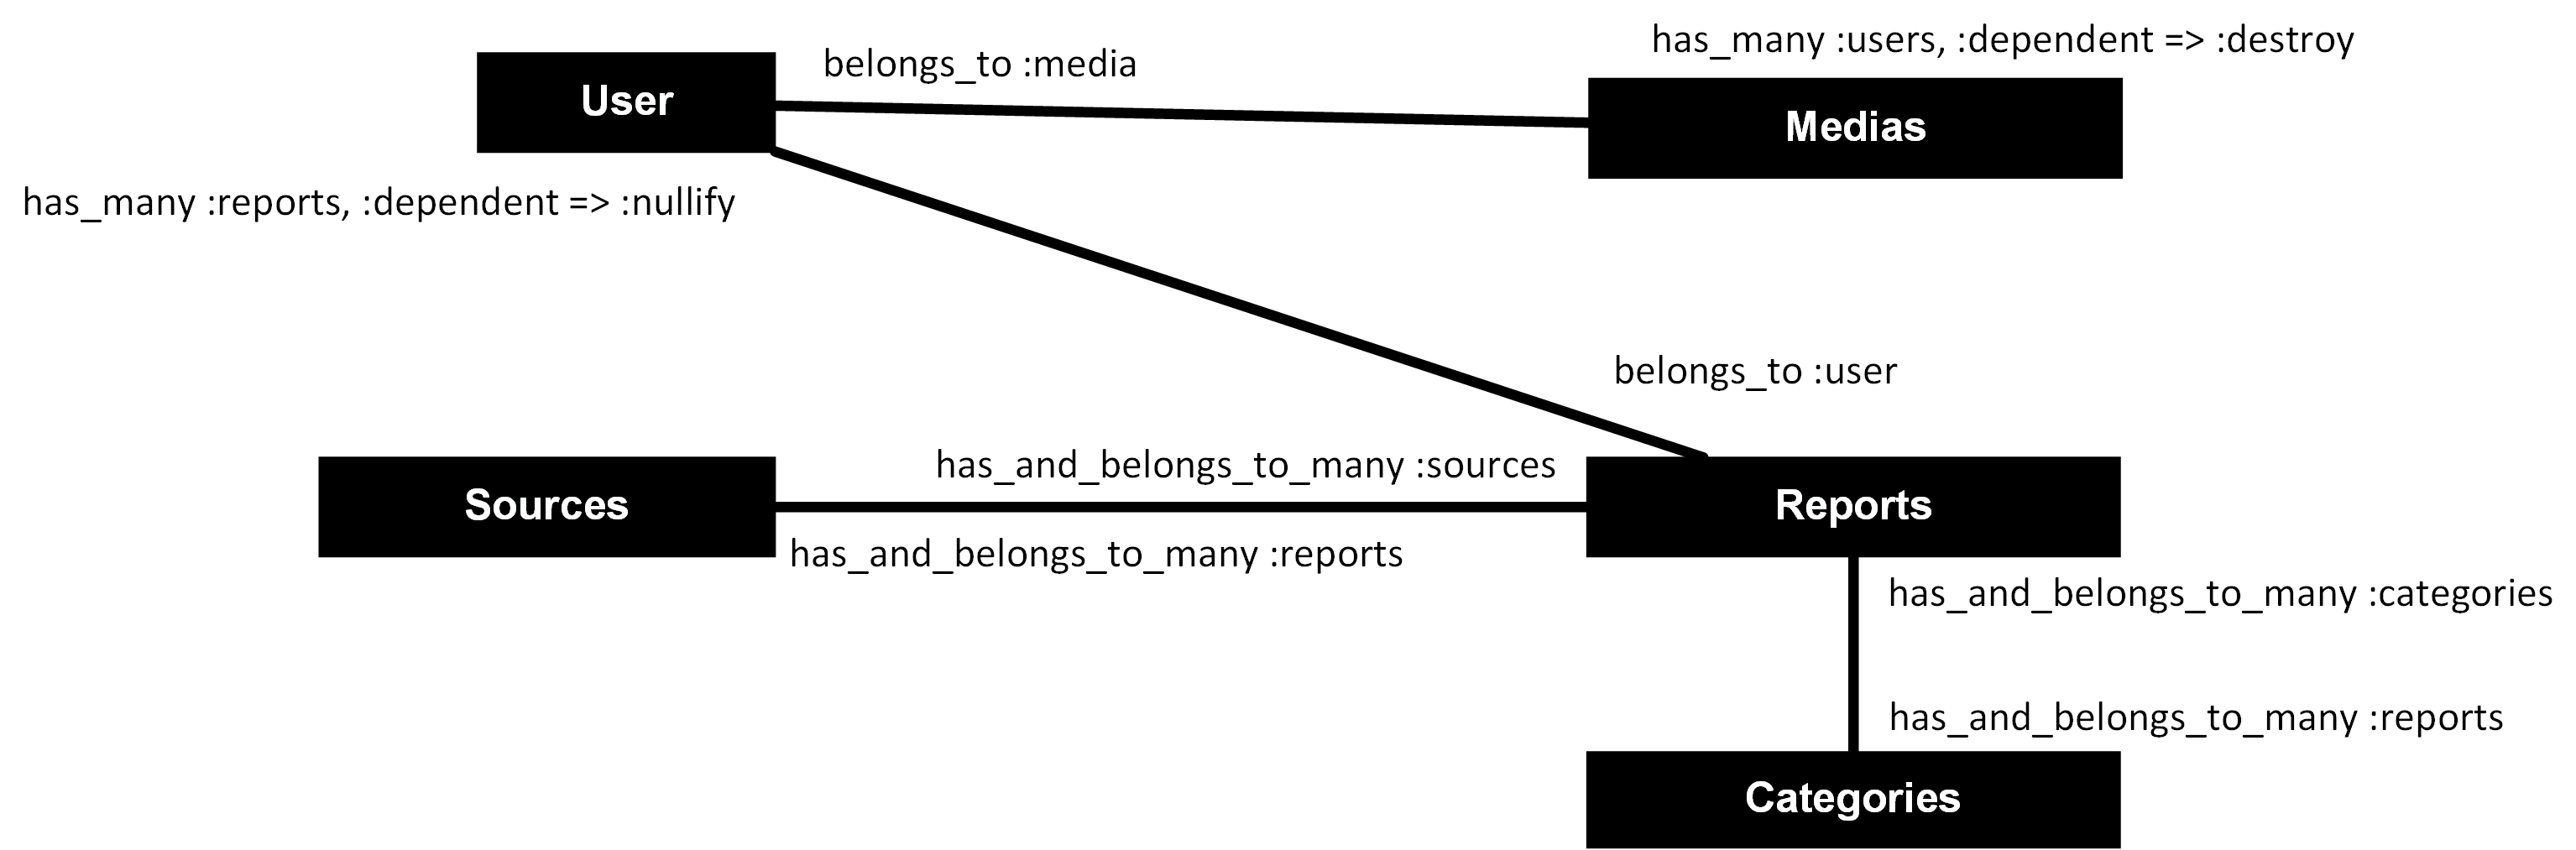 has_many :users, :dependent => :destroy
belongs_to :media
User
Medias
has_many :reports, :dependent => :nullify
belongs_to :user
has_and_belongs_to_many :sources
Sources
Reports
has_and_belongs_to_many :reports
has_and_belongs_to_many :categories
has_and_belongs_to_many :reports
Categories